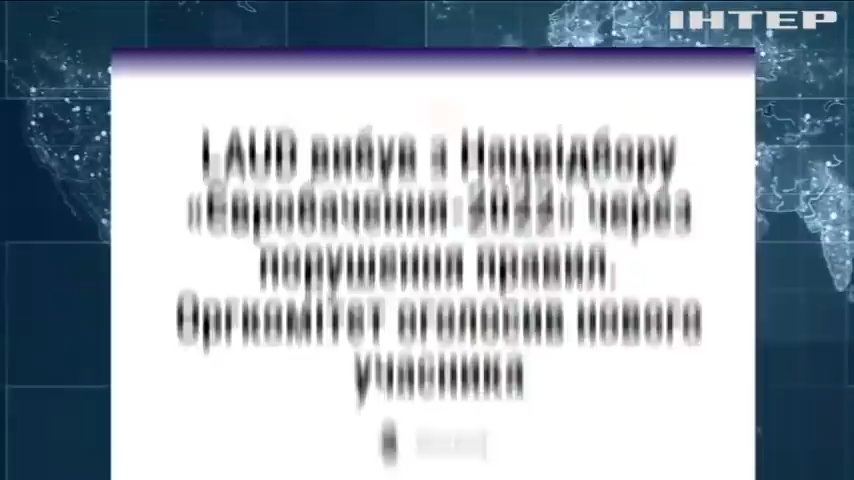 ІНТЕР
LAUD вибув з Нацвідбору
«Євробачення-2022» через
порушення правил.
Оргкомітет оголосив нового
учасника